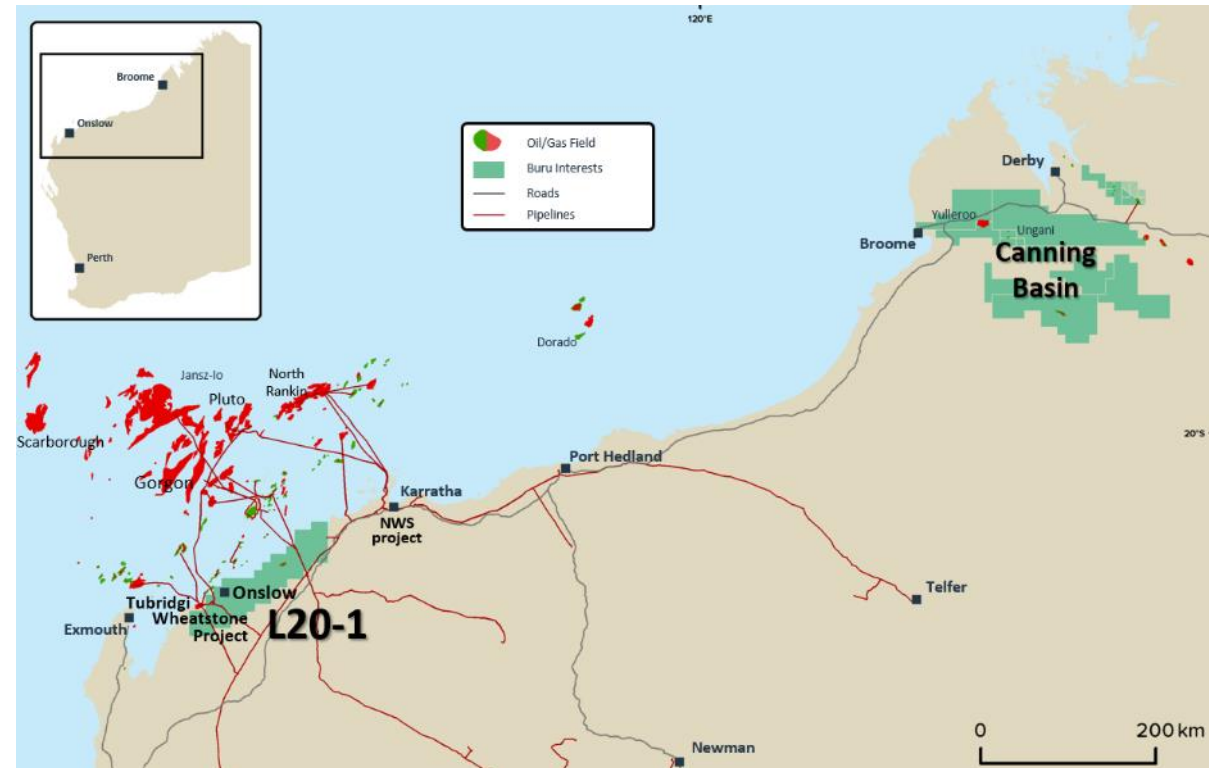 120°E
Broome
Onslow
Perth
Oil/Gas Field
Buru Interests
Roads
Pipelines
Derby
Yulleroo
Ungani
Broome
Canning
Basin
Dorado
Jansz-Io
North
Rankin
Pluto
Scarborough
20°S
Gorgon
Port Hedland
Karratha
NWS
project
Onslow
Tubridgi
Wheatstone
Project
L20-1
Exmouth
Telfer
Newman
0
200 km